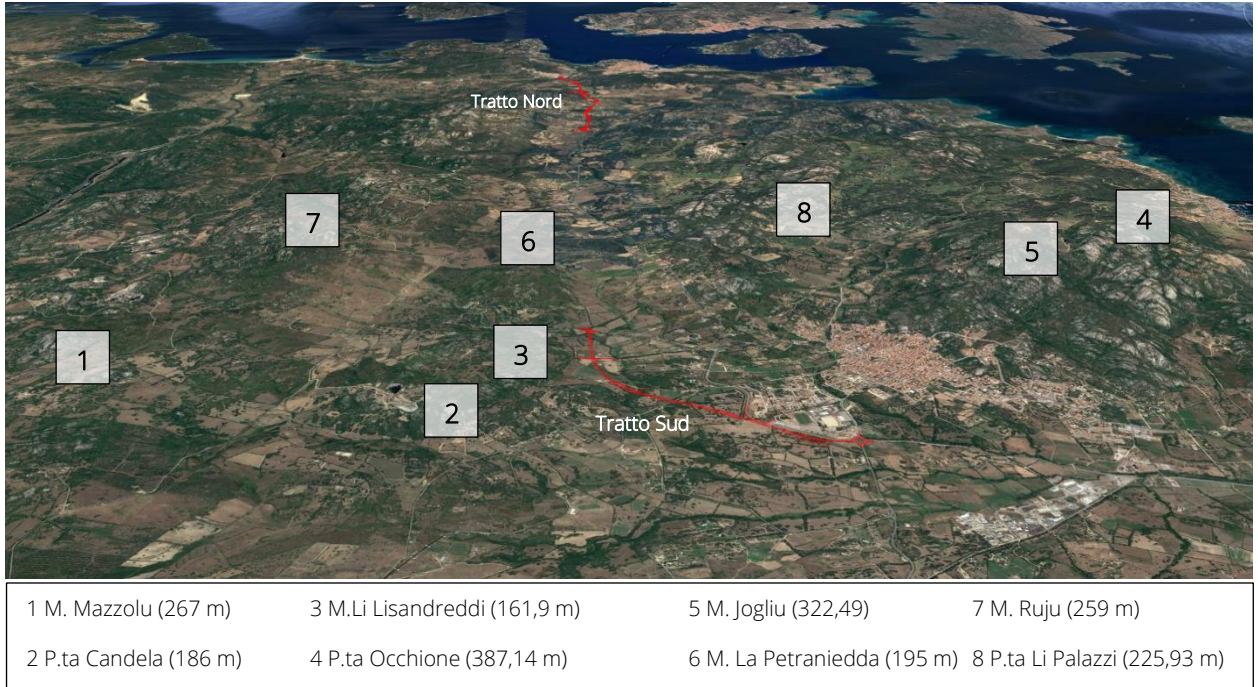 Tratto Nord
7
8
4
6
5
1
3
2
Tratto Sud
1 M. Mazzolu (267 m) 3 M.Li Lisandreddi (161,9 m) 5 M. Jogliu (322,49) 7 M. Ruju (259 m)
2 P.ta Candela (186 m) 4 P.ta Occhione (387,14 m) 6 M. La Petraniedda (195 m) 8 P.ta Li Palazzi (225,93 m)